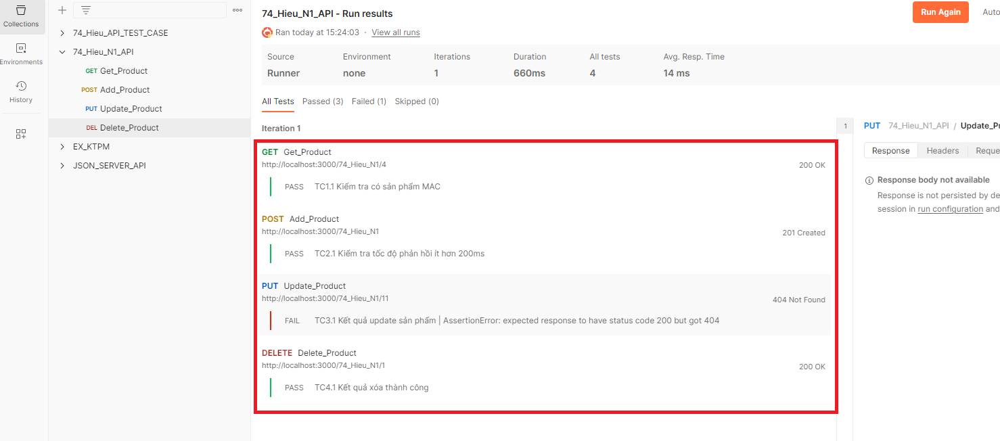 Collections
Environments
History
74_Hieu_API_TEST_CASE
74_Hieu_N1_API
GET Get_Product
POST Add_Product
PUT Update_Product
DEL Delete_Product
EX_KTPM
JSON_SERVER_API
74_Hieu_N1_API - Run results
Run Again
Auto
Ran today at 15:24:03 · View all runs
Source Environment Iterations Duration All tests Avg. Resp. Time
Runner none 1 660ms 4 14 ms
All Tests Passed (3) Failed (1) Skipped (0)
Iteration 1
GET Get_Product
http://localhost:3000/74_Hieu_N1/4
200 OK
PASS TC1.1 Kiểm tra có sản phẩm MAC
POST Add_Product
http://localhost:3000/74_Hieu_N1
201 Created
PASS TC2.1 Kiểm tra tốc độ phản hồi ít hơn 200ms
PUT Update_Product
http://localhost:3000/74_Hieu_N1/11
404 Not Found
FAIL TC3.1 Kết quả update sản phẩm | AssertionError: expected response to have status code 200 but got 404
DELETE Delete_Product
http://localhost:3000/74_Hieu_N1/1
200 OK
PASS TC4.1 Kết quả xóa thành công
1
PUT 74_Hieu_N1_API / Update_Pr
Response Headers Reque
Response body not available
Response is not persisted by de
session in run configuration and